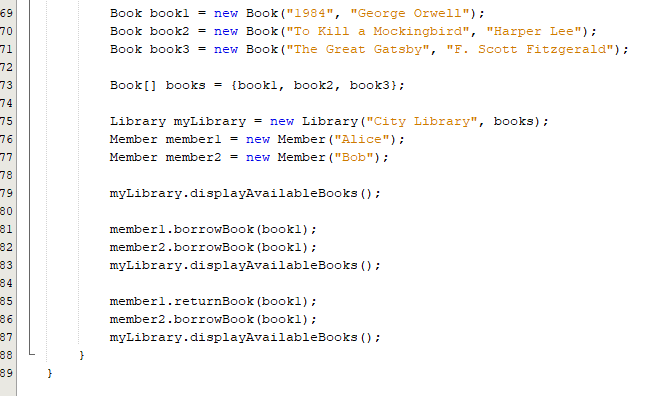 69 Book book1 = new Book("1984", "George Orwell");
70 Book book2 = new Book("To Kill a Mockingbird", "Harper Lee");
71 Book book3 = new Book("The Great Gatsby", "F. Scott Fitzgerald");
72
73 Book[] books = {book1, book2, book3};
74
75 Library myLibrary = new Library("City Library", books);
76 Member member1 = new Member("Alice");
77 Member member2 = new Member("Bob");
78
79 myLibrary.displayAvailableBooks();
80
81 member1.borrowBook(book1);
82 member2.borrowBook(book1);
83 myLibrary.displayAvailableBooks();
84
85 member1.returnBook(book1);
86 member2.borrowBook(book1);
87 myLibrary.displayAvailableBooks();
88 }
89 }